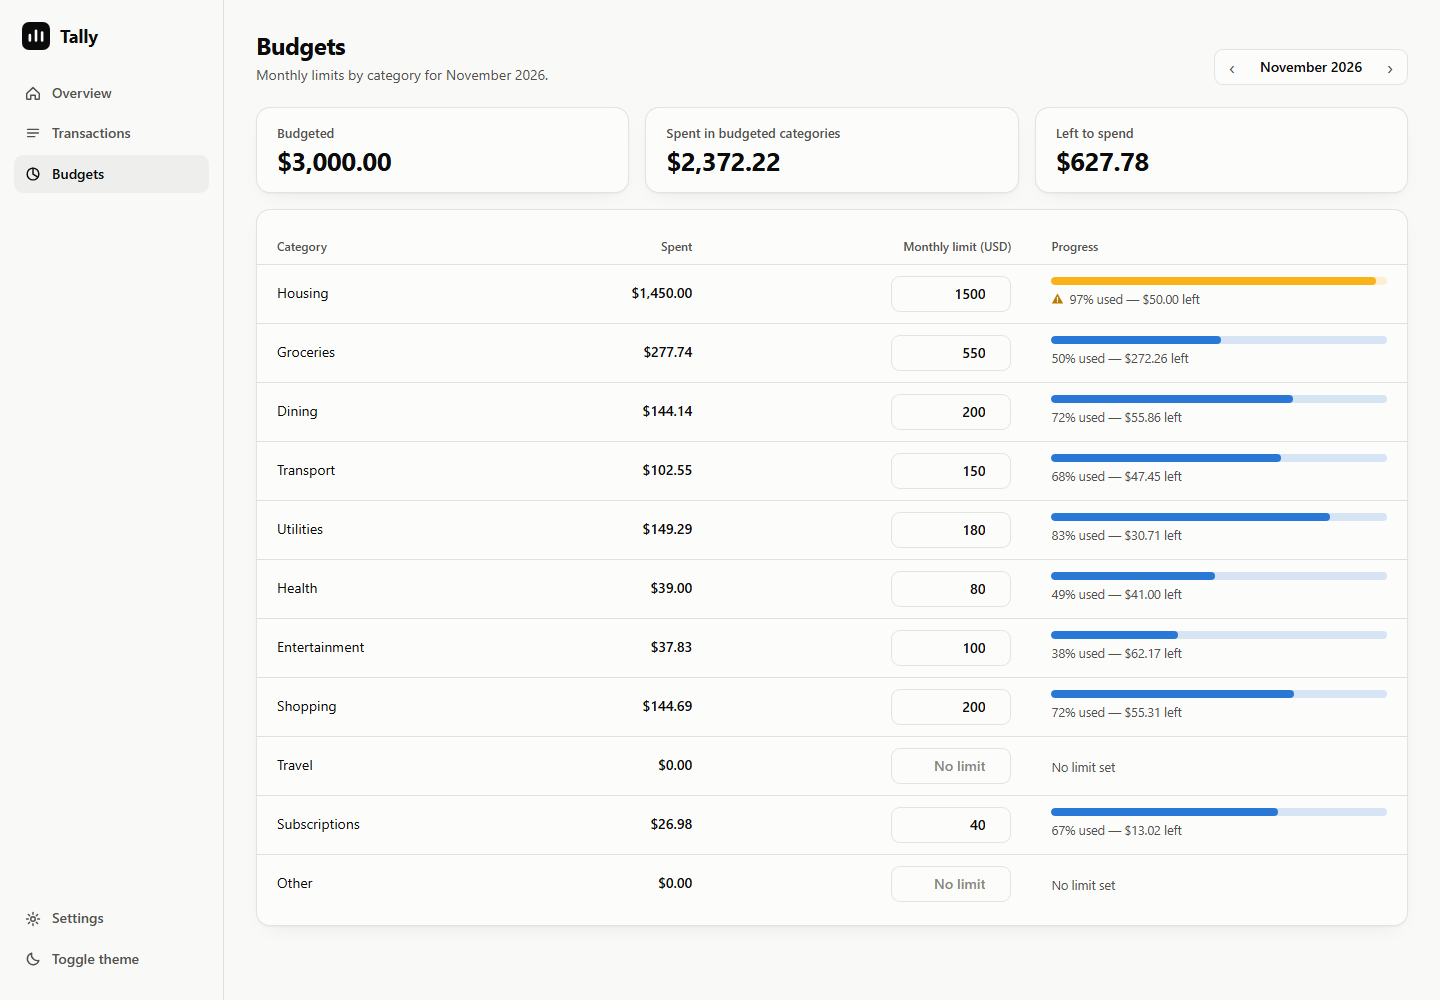 Tally
Overview
Transactions
Budgets
Settings
Toggle theme
Budgets
Monthly limits by category for November 2026.
‹ November 2026 ›
Budgeted
$3,000.00
Spent in budgeted categories
$2,372.22
Left to spend
$627.78
Category Spent Monthly limit (USD) Progress
Housing $1,450.00 1500 97% used — $50.00 left
Groceries $277.74 550 50% used — $272.26 left
Dining $144.14 200 72% used — $55.86 left
Transport $102.55 150 68% used — $47.45 left
Utilities $149.29 180 83% used — $30.71 left
Health $39.00 80 49% used — $41.00 left
Entertainment $37.83 100 38% used — $62.17 left
Shopping $144.69 200 72% used — $55.31 left
Travel $0.00 No limit No limit set
Subscriptions $26.98 40 67% used — $13.02 left
Other $0.00 No limit No limit set